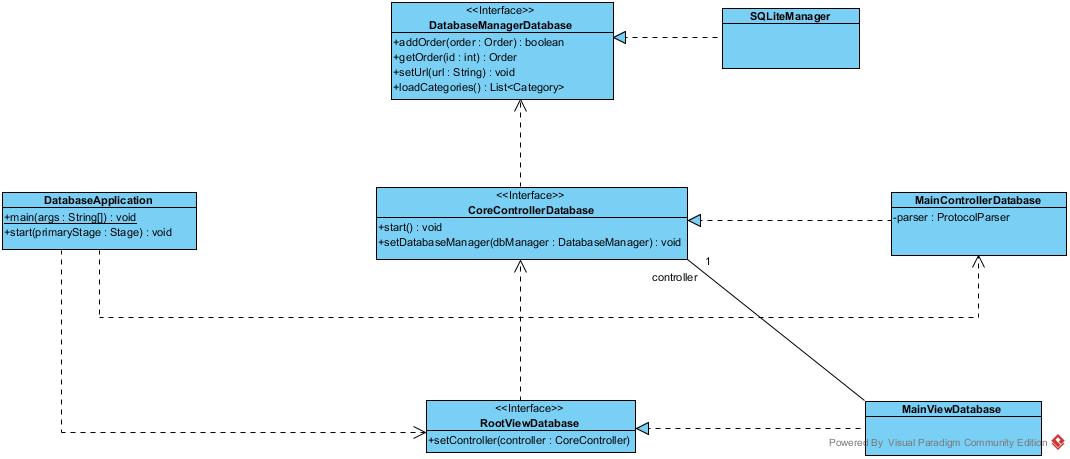 <<Interface>>
DatabaseManagerDatabase
+addOrder(order : Order) : boolean
+getOrder(id : int) : Order
+setUrl(url : String) : void
+loadCategories() : List<Category>
SQLiteManager
DatabaseApplication
+main(args : String[]) : void
+start(primaryStage : Stage) : void
<<Interface>>
CoreControllerDatabase
+start() : void
+setDatabaseManager(dbManager : DatabaseManager) : void
MainControllerDatabase
-parser : ProtocolParser
1
controller
<<Interface>>
RootViewDatabase
+setController(controller : CoreController)
MainViewDatabase
Powered By Visual Paradigm Community Edition